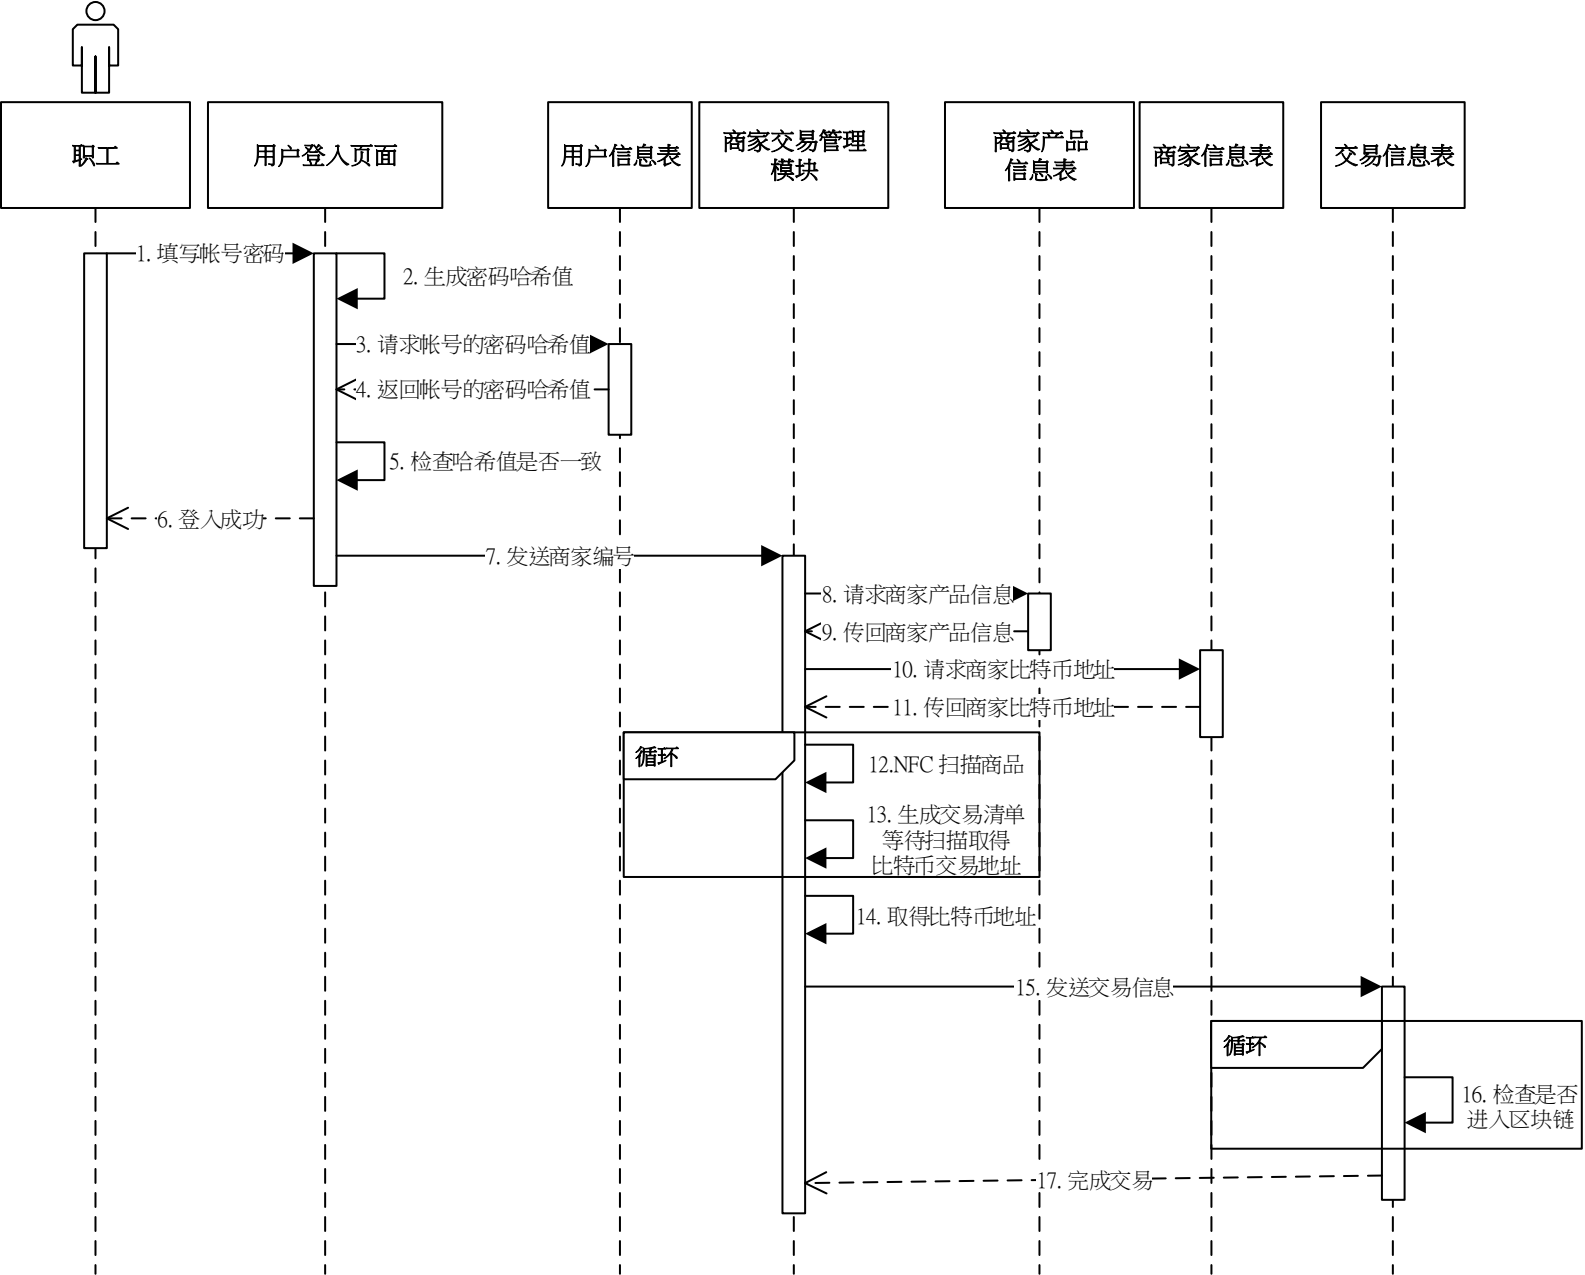 职工
用户登入页面
用户信息表
商家交易管理
模块
商家产品
信息表
商家信息表
交易信息表
1. 填写帐号密码
2. 生成密码哈希值
3. 请求帐号的密码哈希值
4. 返回帐号的密码哈希值
5. 检查哈希值是否一致
6. 登入成功
7. 发送商家编号
8. 请求商家产品信息
9. 传回商家产品信息
10. 请求商家比特币地址
11. 传回商家比特币地址
循环
12.NFC 扫描商品
13. 生成交易清单
等待扫描取得
比特币交易地址
14. 取得比特币地址
15. 发送交易信息
循环
16. 检查是否
进入区块链
17. 完成交易